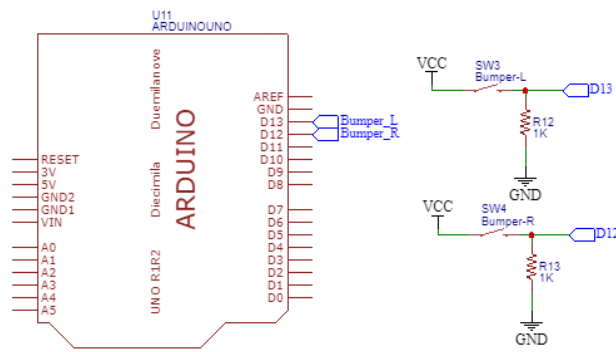 U11
ARDUINOUNO
Duemilanove
Diecimila
UNO R1R2
ARDUINO
RESET
3V
5V
GND2
GND1
VIN
A0
A1
A2
A3
A4
A5
AREF
GND
D13
D12
D11
D10
D9
D8
D7
D6
D5
D4
D3
D2
D1
D0
Bumper_L
Bumper_R
VCC
SW3
Bumper-L
D13
R12
1K
GND
VCC
SW4
Bumper-R
D12
R13
1K
GND